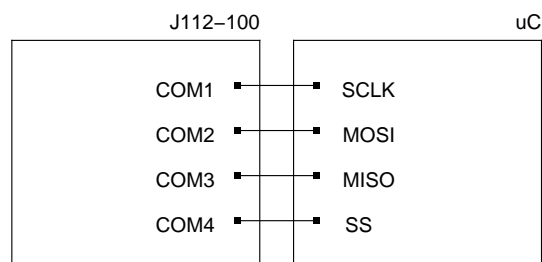 J112−100 uC
COM1 SCLK
COM2 MOSI
COM3 MISO
COM4 SS